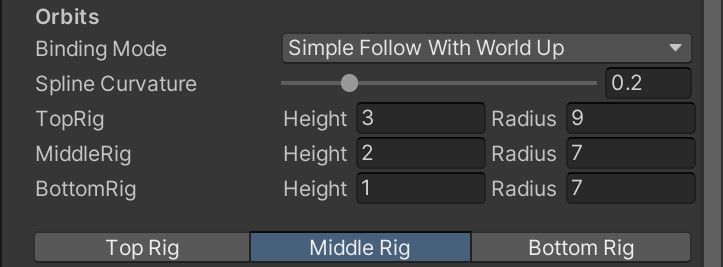 Orbits
Binding Mode Simple Follow With World Up
Spline Curvature 0.2
TopRig Height 3 Radius 9
MiddleRig Height 2 Radius 7
BottomRig Height 1 Radius 7
Top Rig Middle Rig Bottom Rig